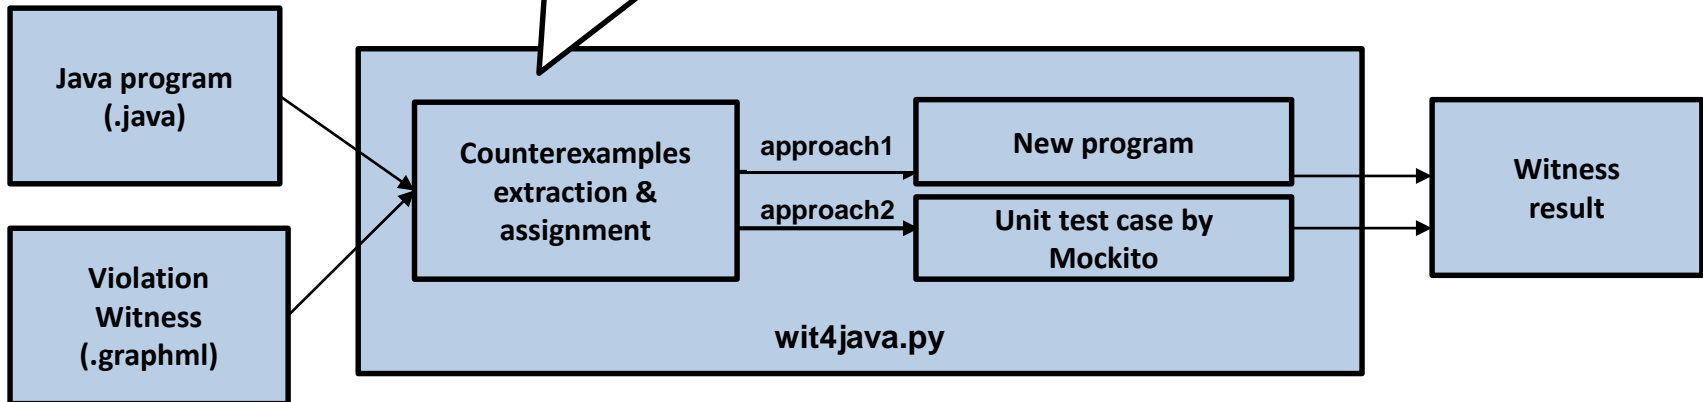 Java program
(.java)
Violation
Witness
(.graphml)
Counterexamples
extraction &
assignment
approach1
approach2
New program
Unit test case by
Mockito
wit4java.py
Witness
result